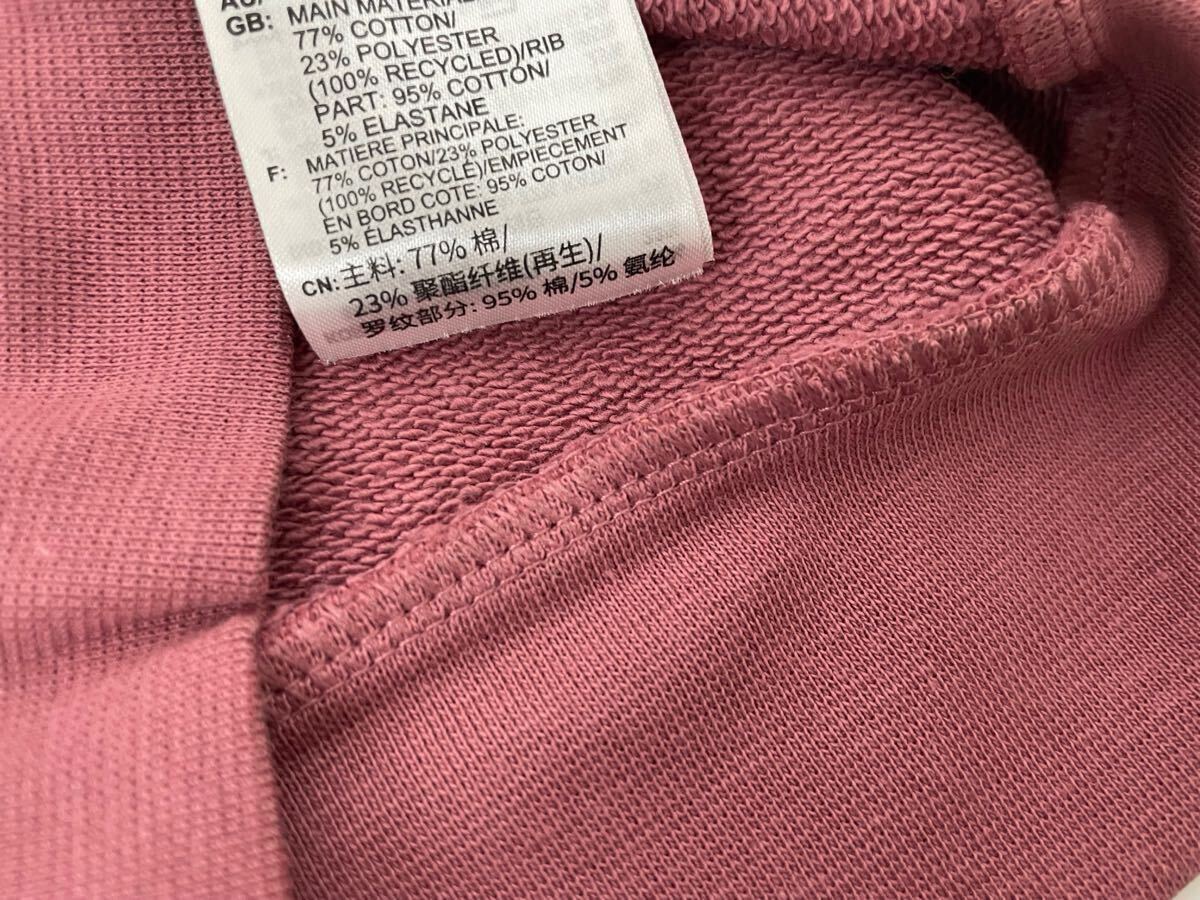 GB: MAIN MATERIAL
77% COTTON/
23% POLYESTER
(100% RECYCLED)/RIB
PART: 95% COTTON/
5% ELASTANE
F: MATIERE PRINCIPALE:
77% COTON/23% POLYESTER
(100% RECYCLÉ)/EMPIECEMENT
EN BORD COTE: 95% COTON/
5% ÉLASTHANNE
CN: 主料: 77% 棉/
23% 聚酯纤维(再生)/
罗纹部分: 95% 棉/5% 氨纶